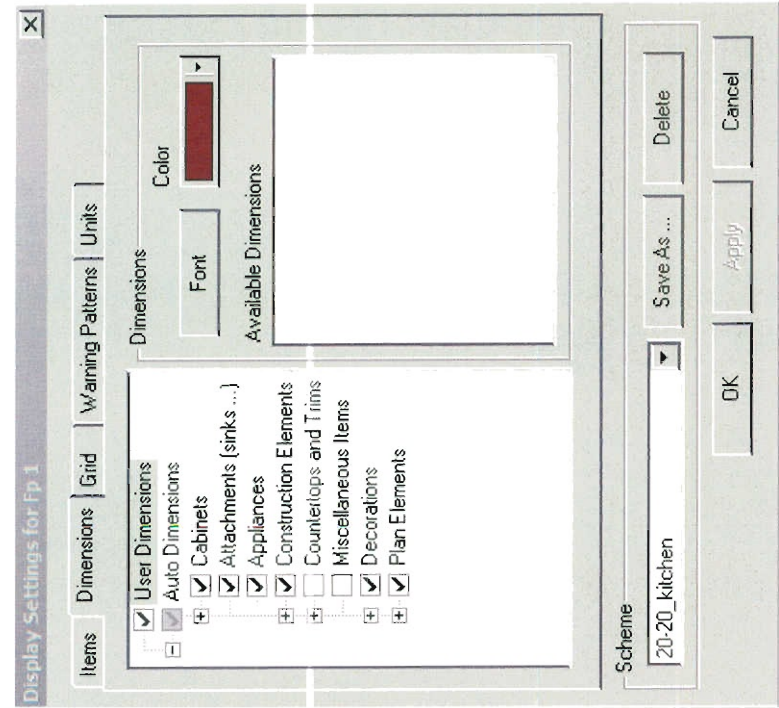 Display Settings for Fp 1
Items
Dimensions
Grid
Warning Patterns
Units
User Dimensions
Auto Dimensions
Cabinets
Attachments (sinks ...)
Appliances
Construction Elements
Countertops and Trims
Miscellaneous Items
Decorations
Plan Elements
Dimensions
Font
Color
Available Dimensions
Scheme
20-20_kitchen
Save As ...
Delete
OK
Apply
Cancel